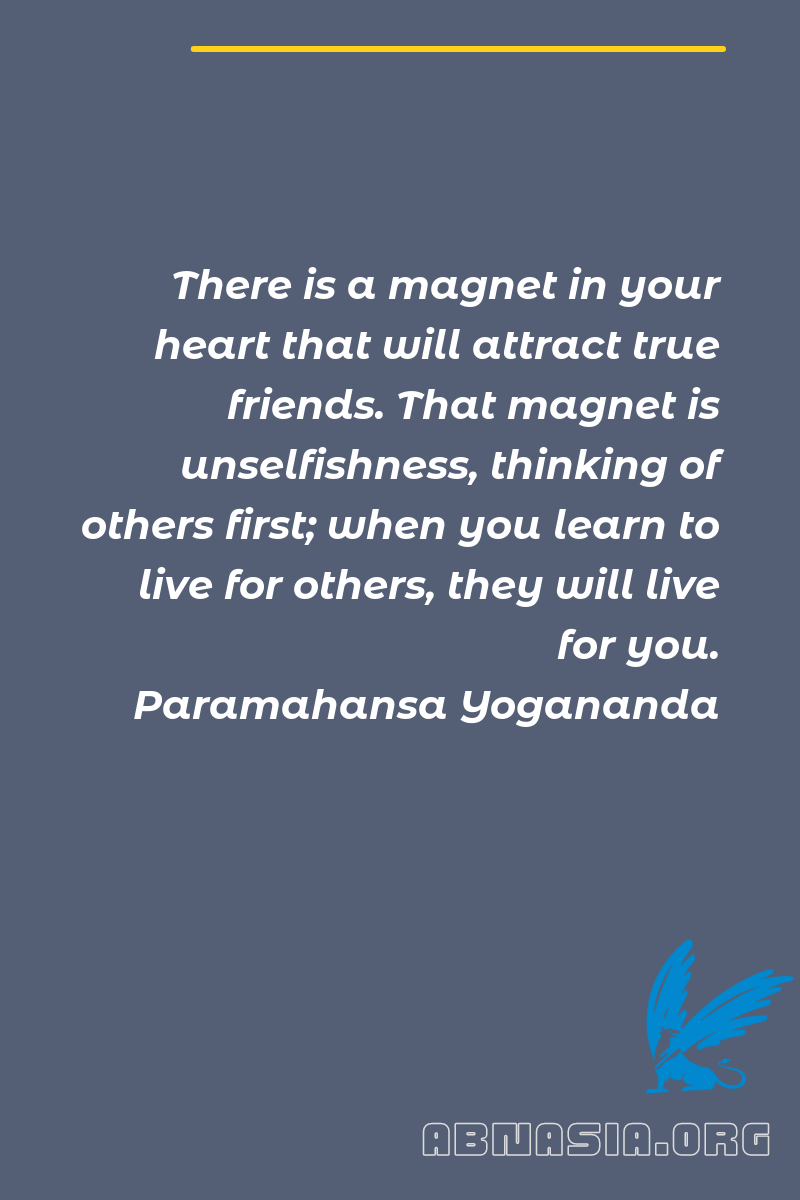 There is a magnet in your
heart that will attract true
friends. That magnet is
unselfishness, thinking of
others first; when you learn to
live for others, they will live
for you.
Paramahansa Yogananda
ABNASIA.ORG